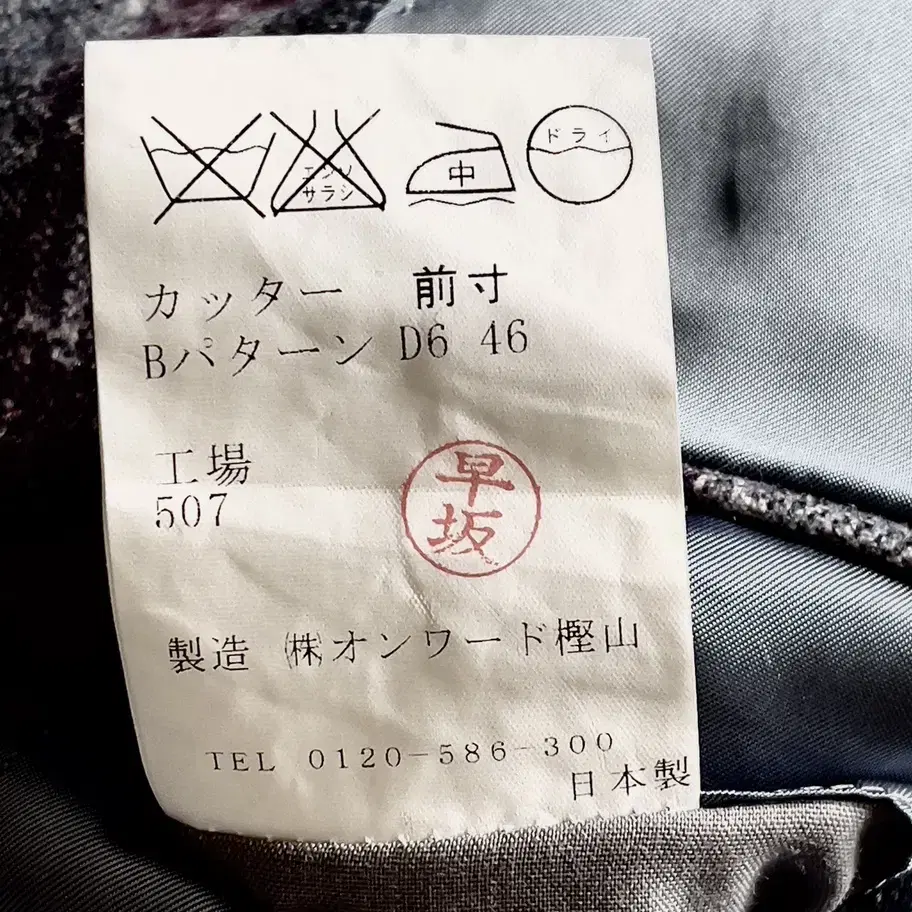 エンソ
サラシ
中
ドライ
カッター 前寸
Bパターン D6 46
工場
507
早坂
製造 ㈱オンワード樫山
TEL 0120-586-300
日本製